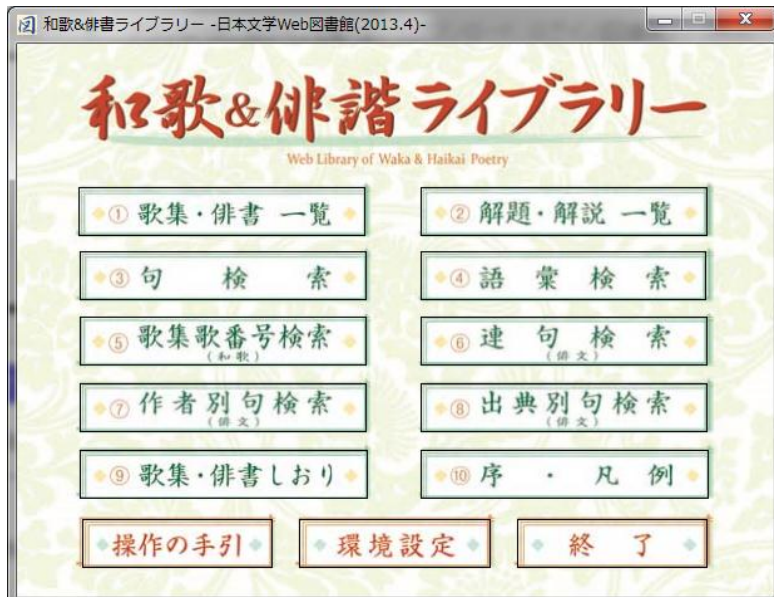 和歌&俳書ライブラリー -日本文学Web図書館(2013.4)-
和歌&俳諧ライブラリー
Web Library of Waka & Haikai Poetry
① 歌集・俳書 一覧
② 解題・解説 一覧
③ 句 検 索
④ 語 彙 検 索
⑤ 歌集歌番号検索
(和歌)
⑥ 連 句 検 索
(俳文)
⑦ 作者別句検索
(俳文)
⑧ 出典別句検索
(俳文)
⑨ 歌集・俳書しおり
⑩ 序 ・ 凡 例
操作の手引
環境設定
終 了